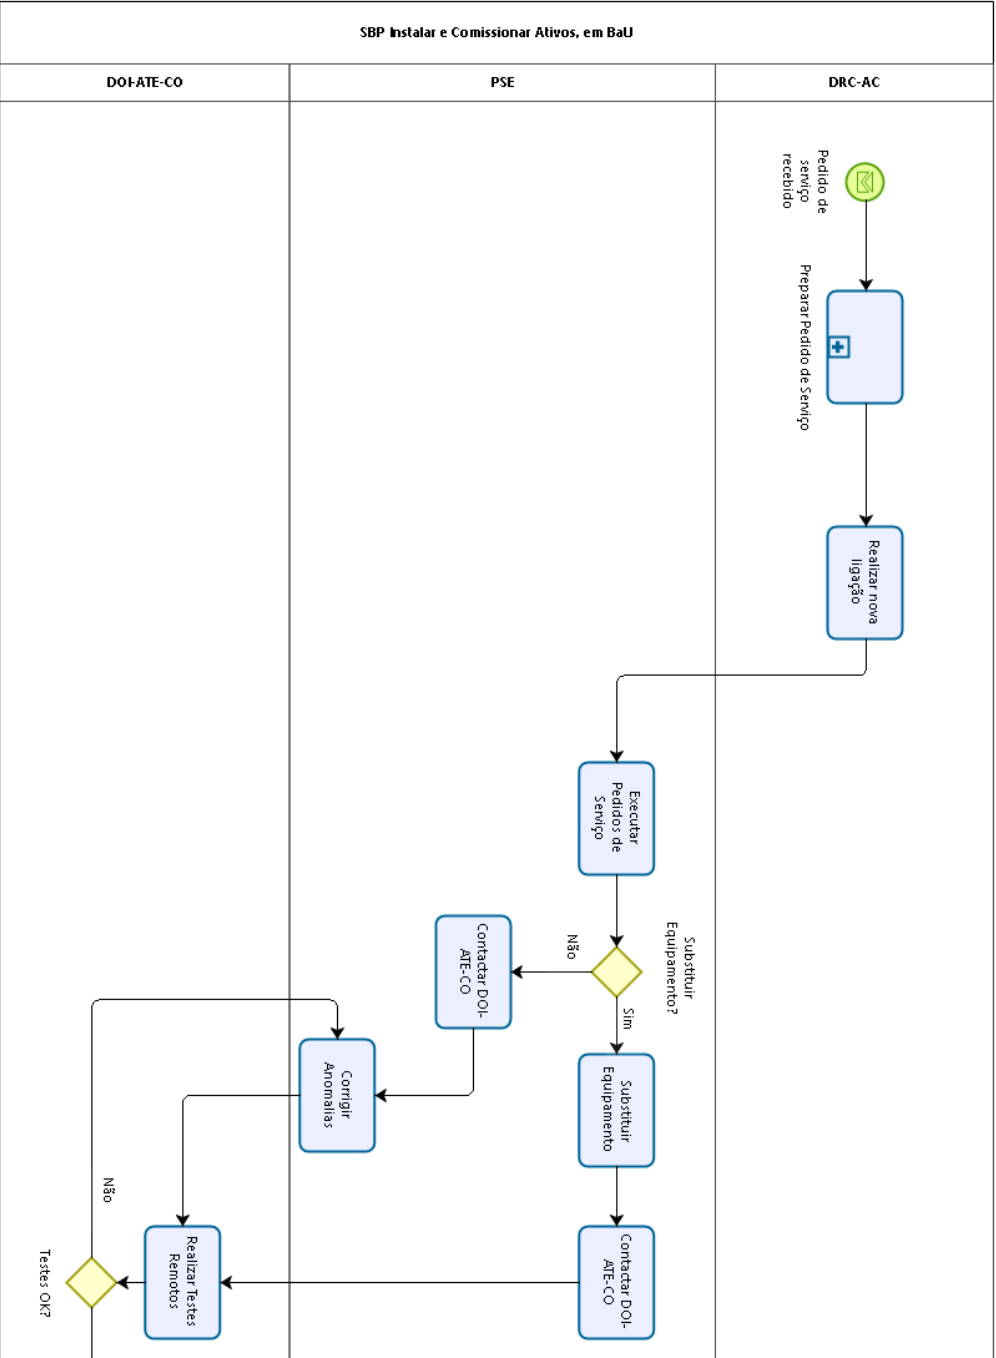 SBP Instalar e Comissionar Ativos, em BaU
DOI-ATE-CO
PSE
DRC-AC
Pedido de
serviço
recebido
Preparar Pedido de Serviço
Realizar nova
ligação
Executar
Pedidos de
Serviço
Substituir
Equipamento?
Não
Sim
Contactar DOI-
ATE-CO
Substituir
Equipamento
Corrigir
Anomalias
Contactar DOI-
ATE-CO
Realizar Testes
Remotos
Não
Testes OK?